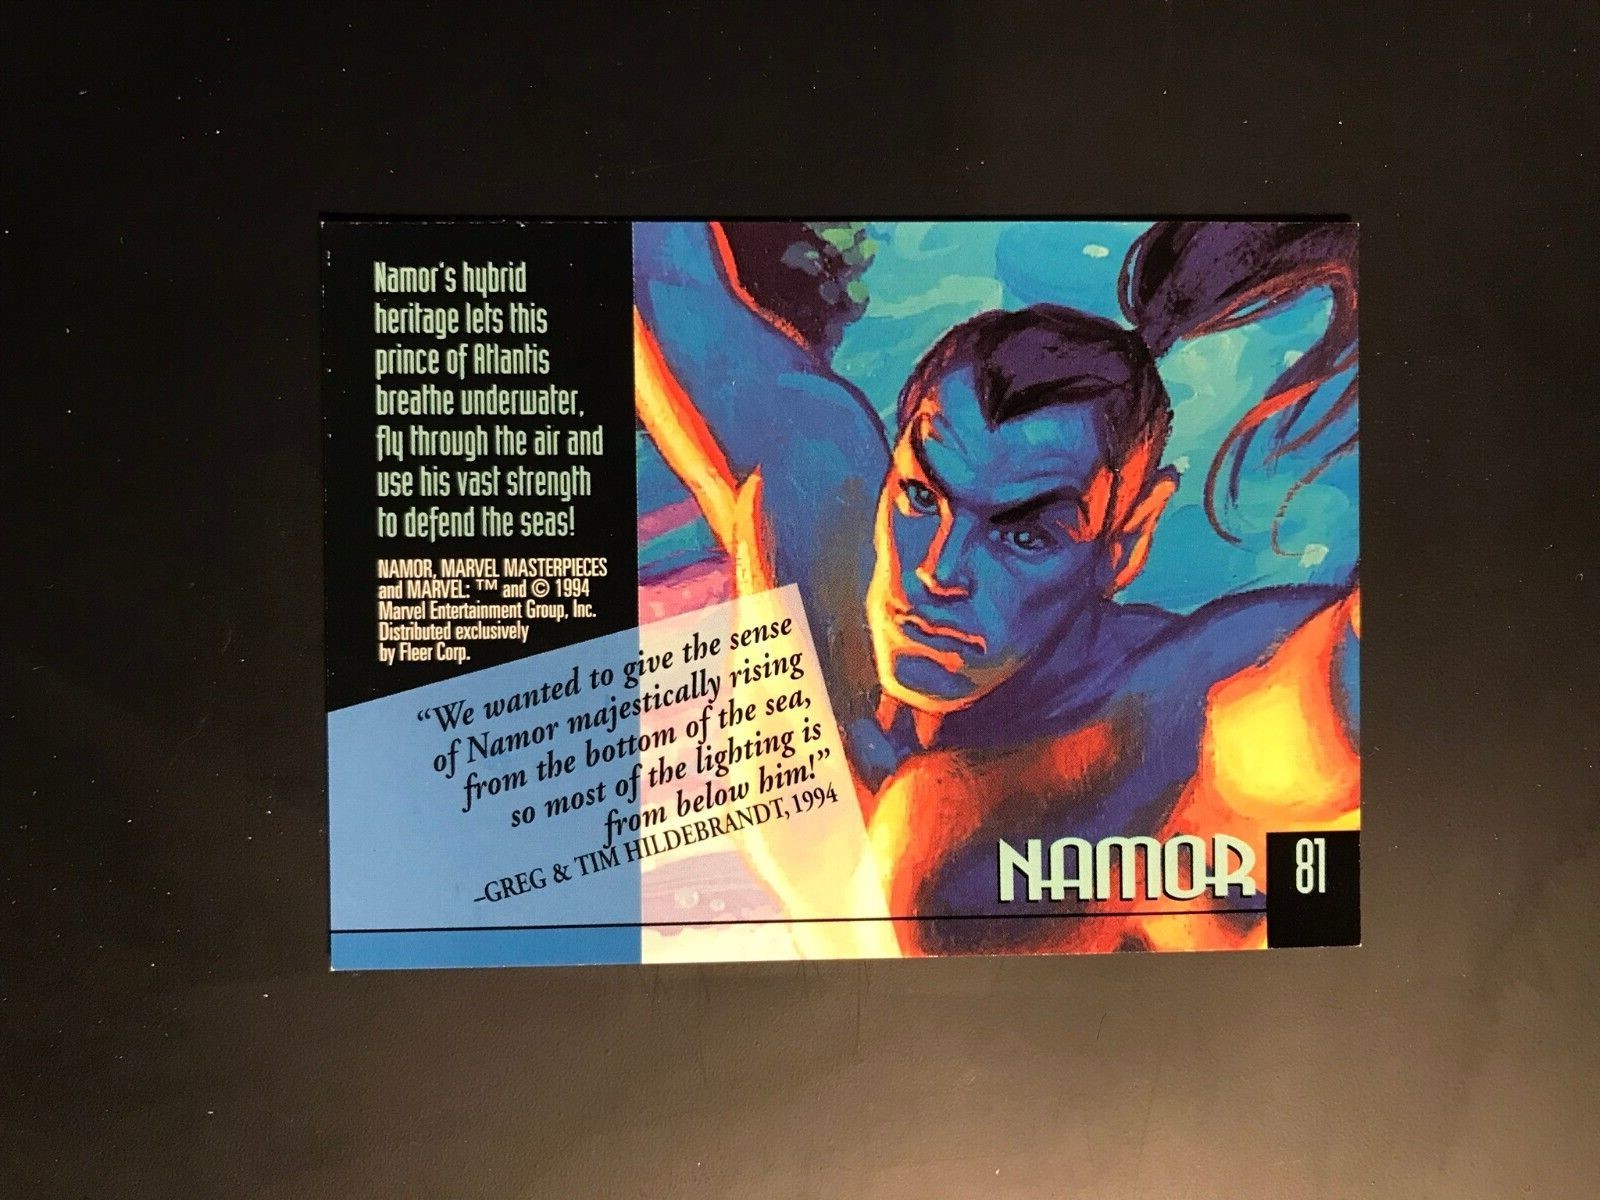 Namor's hybrid
heritage lets this
prince of Atlantis
breathe underwater,
fly through the air and
use his vast strength
to defend the seas!
NAMOR, MARVEL MASTERPIECES
and MARVEL: ™ and © 1994
Marvel Entertainment Group, Inc.
Distributed exclusively
by Fleer Corp.
“We wanted to give the sense
of Namor majestically rising
from the bottom of the sea,
so most of the lighting is
from below him!”
–GREG & TIM HILDEBRANDT, 1994
NAMOR 81